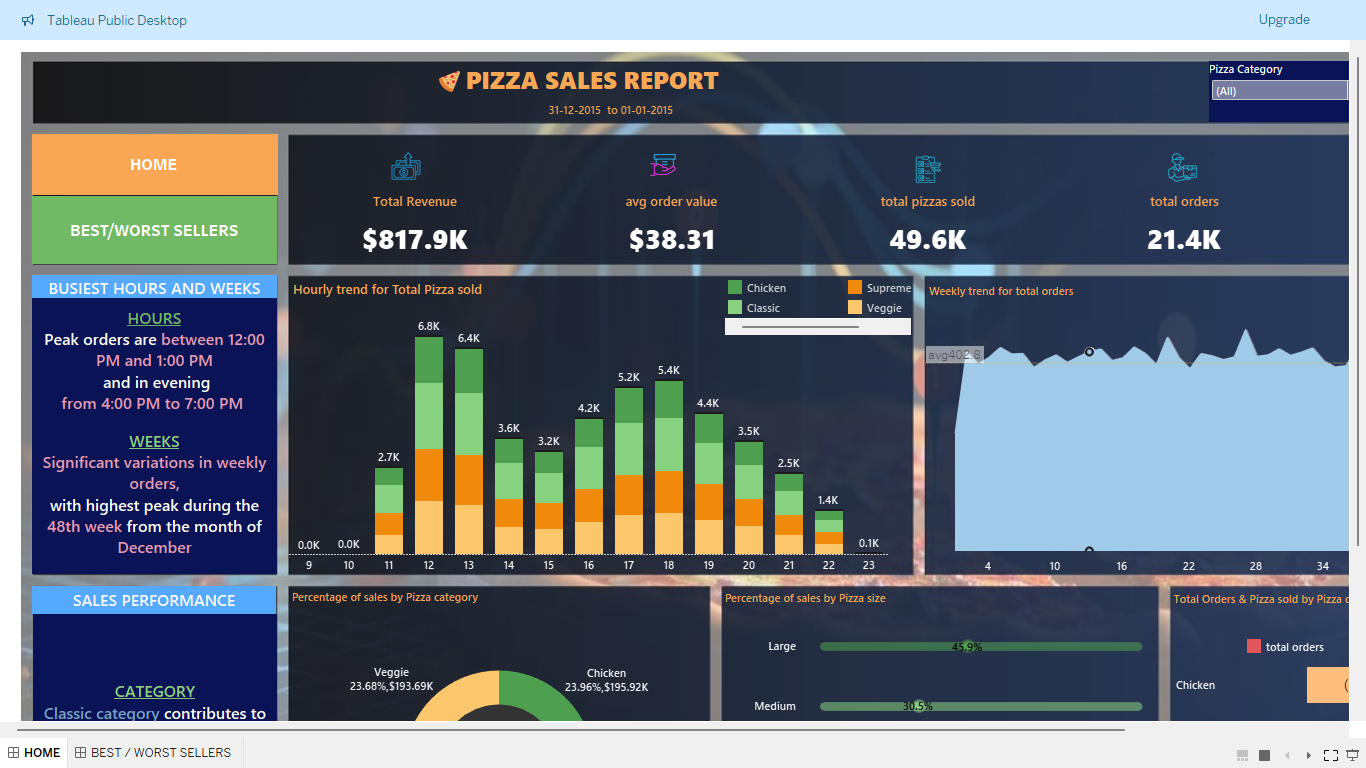 Tableau Public Desktop
Upgrade
PIZZA SALES REPORT
31-12-2015 to 01-01-2015
Pizza Category
(All)
HOME
BEST/WORST SELLERS
Total Revenue
$817.9K
avg order value
$38.31
total pizzas sold
49.6K
total orders
21.4K
BUSIEST HOURS AND WEEKS
HOURS
Peak orders are between 12:00
PM and 1:00 PM
and in evening
from 4:00 PM to 7:00 PM
WEEKS
Significant variations in weekly
orders,
with highest peak during the
48th week from the month of
December
Hourly trend for Total Pizza sold
Chicken
Supreme
Classic
Veggie
0.0K
0.0K
2.7K
6.8K
6.4K
3.6K
3.2K
4.2K
5.2K
5.4K
4.4K
3.5K
2.5K
1.4K
0.1K
9 10 11 12 13 14 15 16 17 18 19 20 21 22 23
Weekly trend for total orders
avg402.8
4 10 16 22 28 34
SALES PERFORMANCE
CATEGORY
Classic category contributes to
Percentage of sales by Pizza category
Veggie
23.68%,$193.69K
Chicken
23.96%,$195.92K
Percentage of sales by Pizza size
Large
45.9%
Medium
30.5%
Total Orders & Pizza sold by Pizza c
total orders
Chicken
(
HOME
BEST / WORST SELLERS